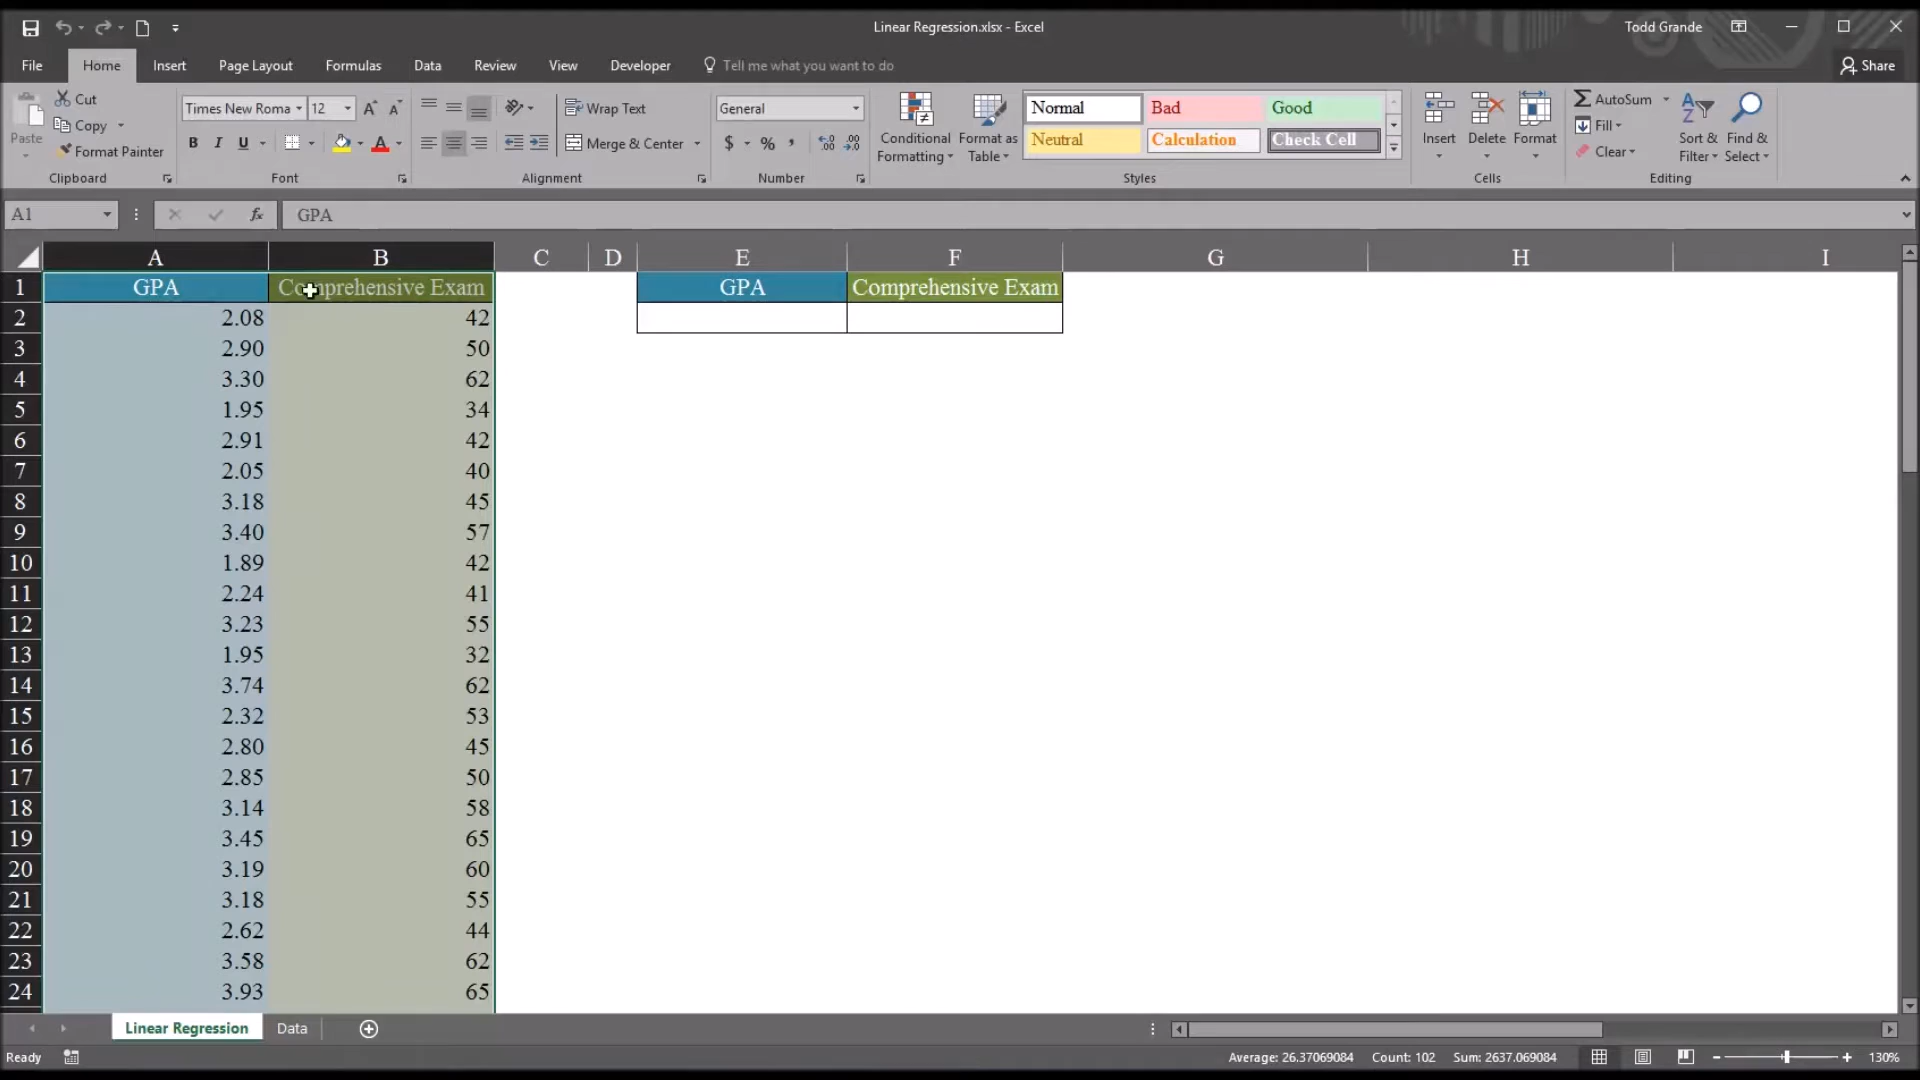 Linear Regression.xlsx - Excel
Todd Grande
File Home Insert Page Layout Formulas Data Review View Developer Tell me what you want to do Share
Paste
Cut
Copy
Format Painter
Clipboard
Times New Roma 12
B I U A
Font
Wrap Text
Merge & Center
Alignment
General
$ % ,
Number
Conditional Formatting
Format as Table
Normal Bad Good
Neutral Calculation Check Cell
Styles
Insert Delete Format
Cells
AutoSum
Fill
Clear
Sort & Filter
Find & Select
Editing
A1 fx GPA
A B C D E F G H I
1 GPA Comprehensive Exam GPA Comprehensive Exam
2 2.08 42
3 2.90 50
4 3.30 62
5 1.95 34
6 2.91 42
7 2.05 40
8 3.18 45
9 3.40 57
10 1.89 42
11 2.24 41
12 3.23 55
13 1.95 32
14 3.74 62
15 2.32 53
16 2.80 45
17 2.85 50
18 3.14 58
19 3.45 65
20 3.19 60
21 3.18 55
22 2.62 44
23 3.58 62
24 3.93 65
Linear Regression Data
Ready Average: 26.37069084 Count: 102 Sum: 2637.069084 130%